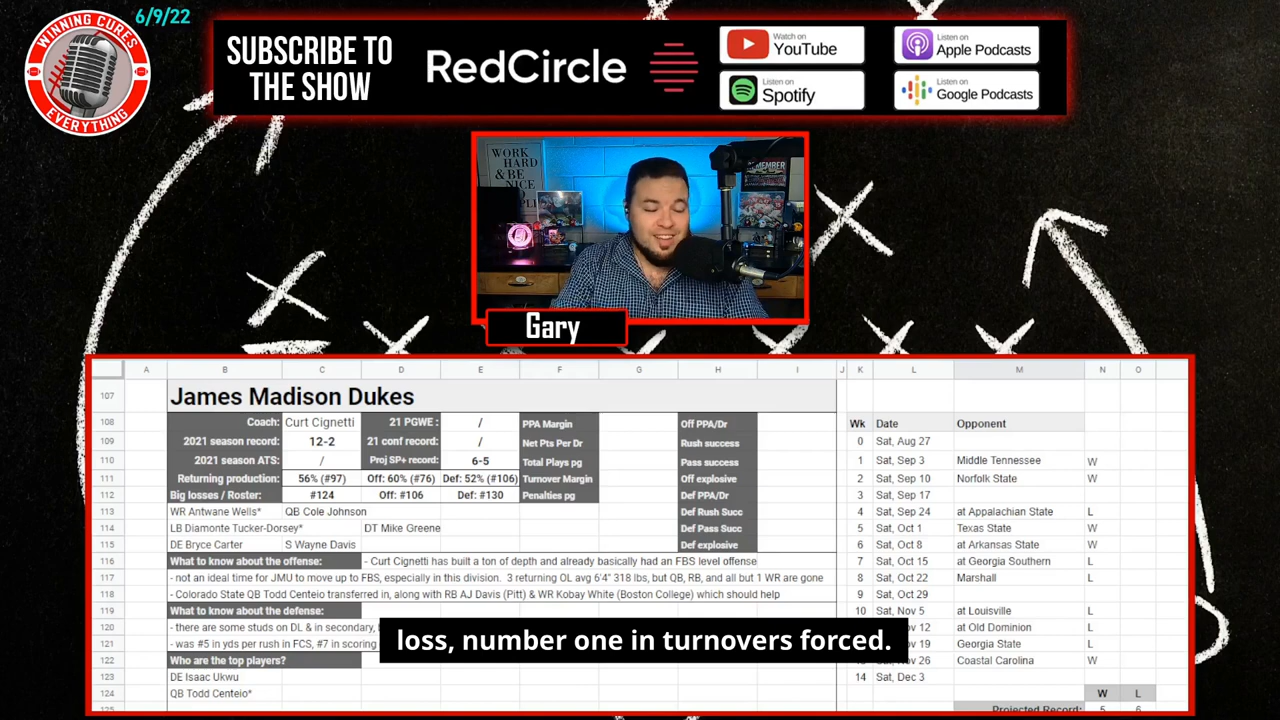 6/9/22
WINNING CURES
EVERYTHING
SUBSCRIBE TO
THE SHOW
RedCircle
Watch on
YouTube
Listen on
Spotify
Listen on
Apple Podcasts
Listen on
Google Podcasts
WORK
HARD
& BE
NICE
Gary
A B C D E F G H I J K L M N O
107 James Madison Dukes
108 Coach: Curt Cignetti 21 PGWE : / PPA Margin Off PPA/Dr Wk Date Opponent
109 2021 season record: 12-2 21 conf record: / Net Pts Per Dr Rush success 0 Sat, Aug 27
110 2021 season ATS: / Proj SP+ record: 6-5 Total Plays pg Pass success 1 Sat, Sep 3 Middle Tennessee W
111 Returning production: 56% (#97) Off: 60% (#76) Def: 52% (#106) Turnover Margin Off explosive 2 Sat, Sep 10 Norfolk State W
112 Big losses / Roster: #124 Off: #106 Def: #130 Penalties pg Def PPA/Dr 3 Sat, Sep 17
113 WR Antwane Wells* QB Cole Johnson Def Rush Succ 4 Sat, Sep 24 at Appalachian State L
114 LB Diamonte Tucker-Dorsey* DT Mike Greene Def Pass Succ 5 Sat, Oct 1 Texas State W
115 DE Bryce Carter S Wayne Davis Def explosive 6 Sat, Oct 8 at Arkansas State W
116 What to know about the offense: - Curt Cignetti has built a ton of depth and already basically had an FBS level offense 7 Sat, Oct 15 at Georgia Southern L
117 - not an ideal time for JMU to move up to FBS, especially in this division. 3 returning OL avg 6'4" 318 lbs, but QB, RB, and all but 1 WR are gone 8 Sat, Oct 22 Marshall L
118 - Colorado State QB Todd Centeio transferred in, along with RB AJ Davis (Pitt) & WR Kobay White (Boston College) which should help 9 Sat, Oct 29
119 What to know about the defense: 10 Sat, Nov 5 at Louisville L
120 - there are some studs on DL & in secondary, 12 at Old Dominion L
121 - was #5 in yds per rush in FCS, #7 in scoring 19 Georgia State L
122 Who are the top players? 26 Coastal Carolina W
123 DE Isaac Ukwu 14 Sat, Dec 3
124 QB Todd Centeio* W L
Projected Record: 5 6
loss, number one in turnovers forced.